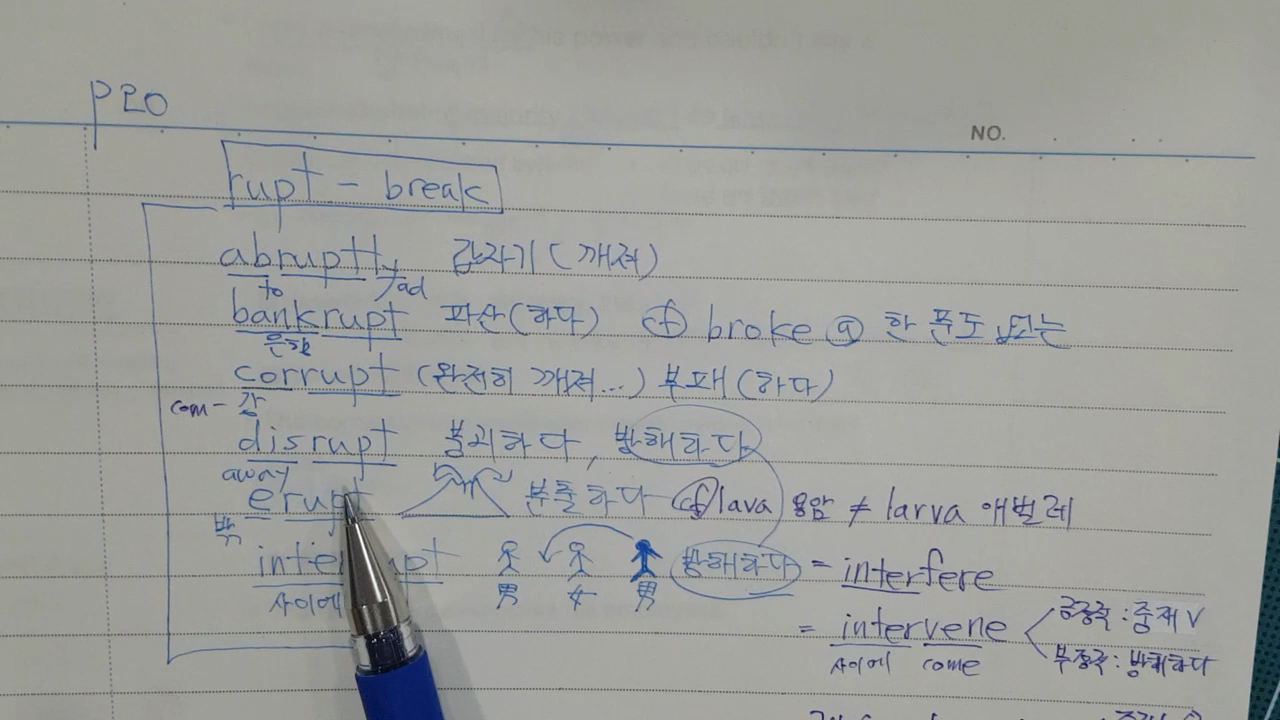 P20
NO.
rupt - break
abruptly 갑자기 (깨져)
to ad
bankrupt 파산(하다) cf broke ⓐ 한 푼도 없는
은행
corrupt (완전히 깨져...) 부패(하다)
com- 강
disrupt 분괴하다, 방해하다
away
erupt 분출하다 cf lava 용암 ≠ larva 애벌레
밖
inte upt 방해하다 = interfere
사이에 男 女 男
= intervene 긍정적 : 중재 V
사이에 come 부정적 : 방해하다